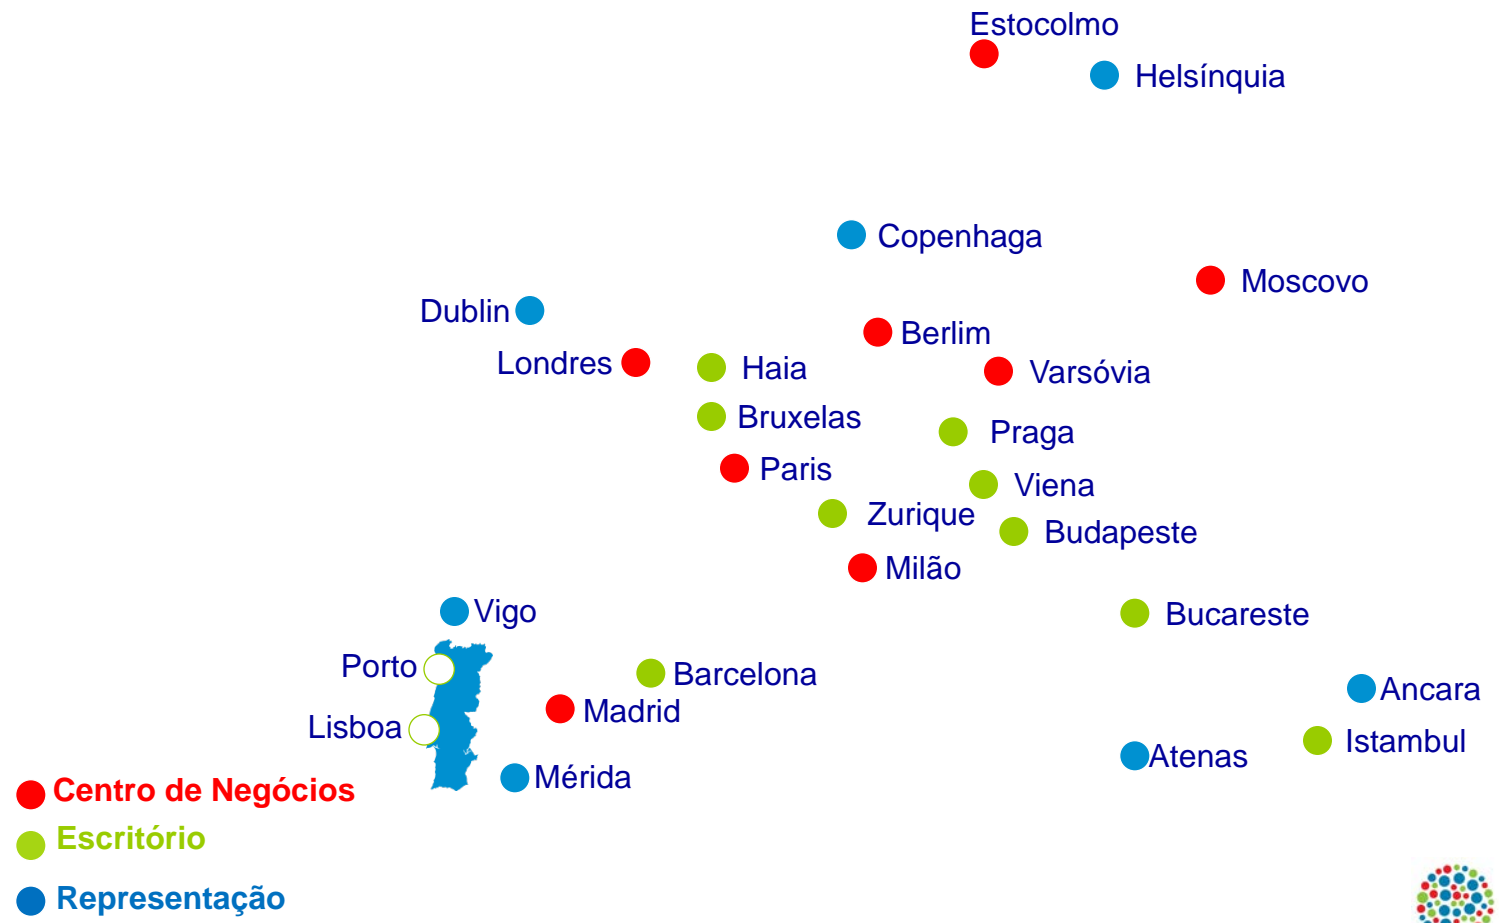 Estocolmo
Helsínquia
Copenhaga
Moscovo
Dublin
Berlim
Londres
Haia
Varsóvia
Bruxelas
Praga
Paris
Viena
Zurique
Budapeste
Milão
Vigo
Bucareste
Porto
Barcelona
Ancara
Madrid
Lisboa
Istambul
Atenas
Mérida
Centro de Negócios
Escritório
Representação